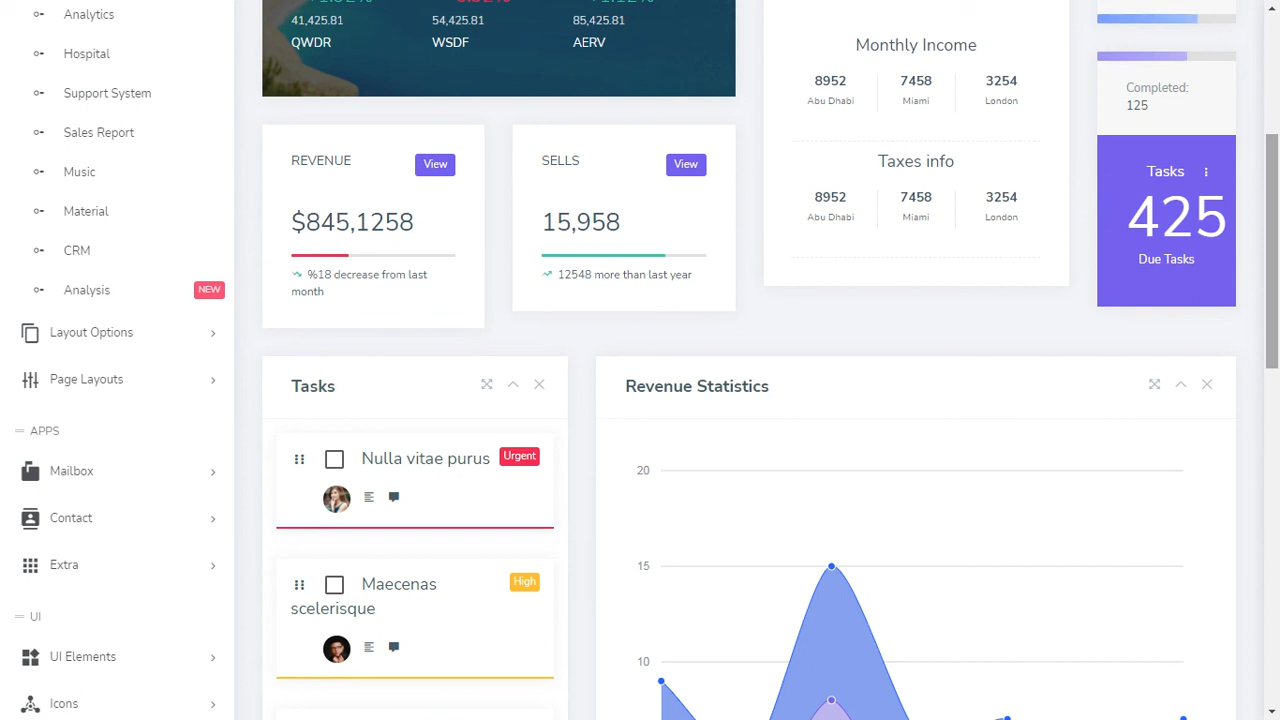 Analytics
Hospital
Support System
Sales Report
Music
Material
CRM
Analysis
NEW
Layout Options
Page Layouts
APPS
Mailbox
Contact
Extra
UI
UI Elements
Icons
41,425.81
54,425.81
85,425.81
QWDR
WSDF
AERV
REVENUE
View
$845,1258
%18 decrease from last
month
SELLS
View
15,958
12548 more than last year
Monthly Income
8952
7458
3254
Abu Dhabi
Miami
London
Taxes info
8952
7458
3254
Abu Dhabi
Miami
London
Completed:
125
Tasks
425
Due Tasks
Tasks
Nulla vitae purus
Urgent
Maecenas
scelerisque
High
Revenue Statistics
20
15
10